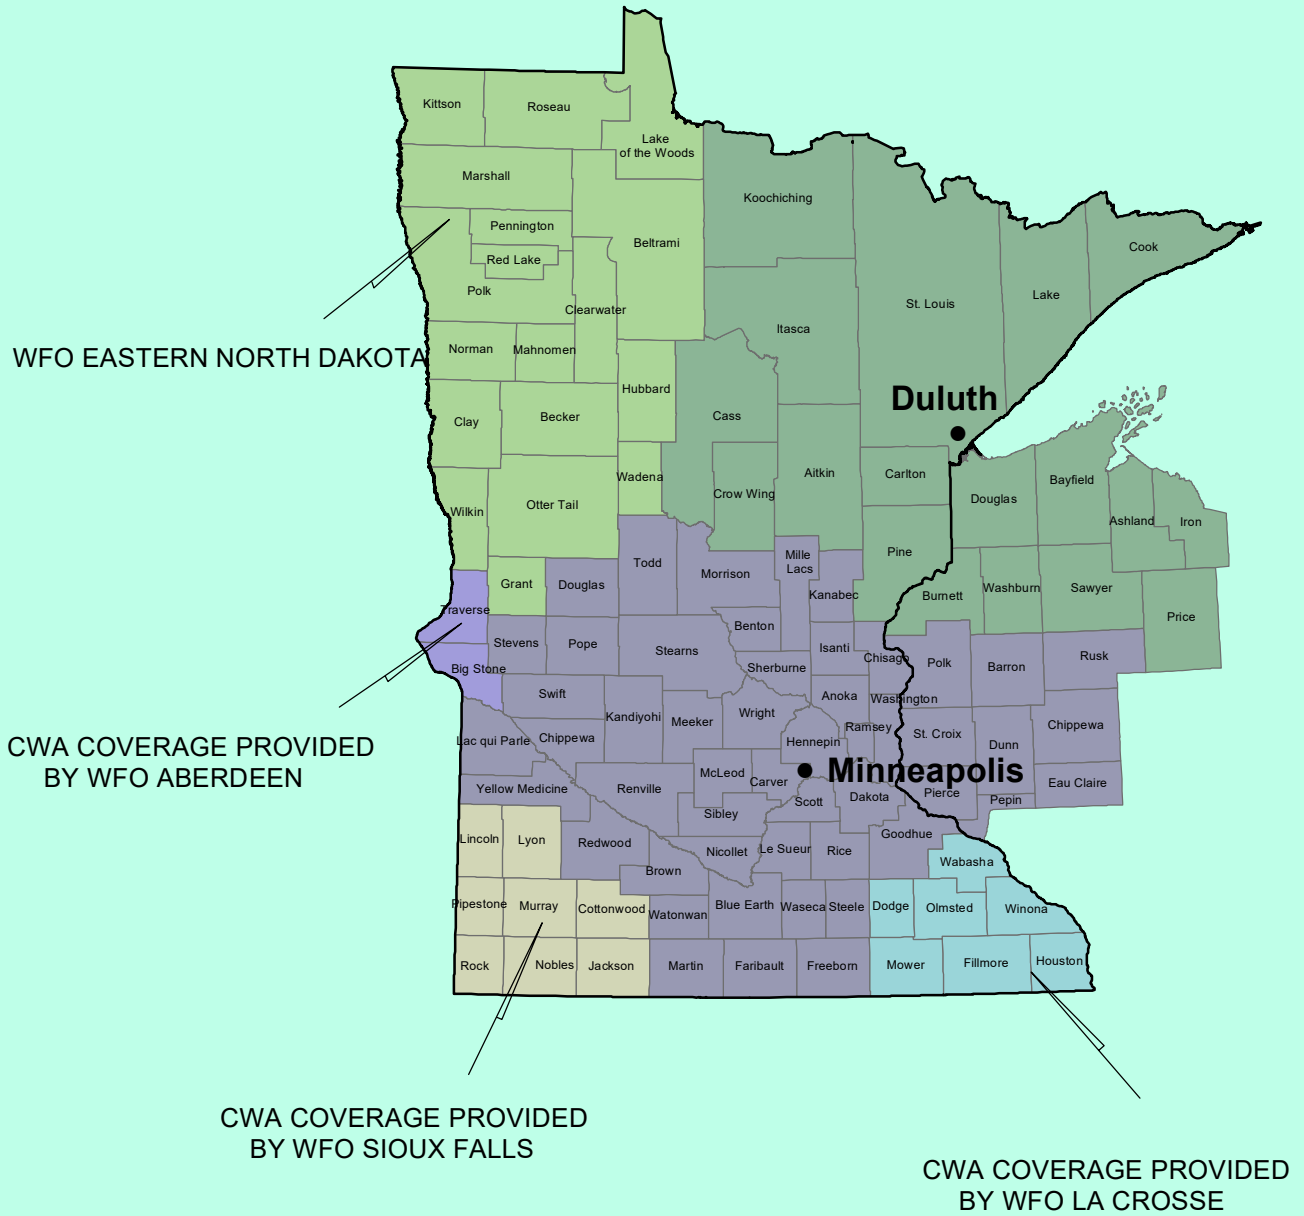 Kittson
Roseau
Lake
of the Woods
Marshall
Koochiching
Pennington
Beltrami
Cook
Red Lake
Polk
Clearwater
St. Louis
Lake
Itasca
WFO EASTERN NORTH DAKOTA
Norman
Mahnomen
Hubbard
Duluth
Clay
Becker
Cass
Wadena
Aitkin
Carlton
Crow Wing
Otter Tail
Wilkin
Douglas
Bayfield
Ashland
Iron
Pine
Mille
Lacs
Todd
Morrison
Grant
Douglas
Kanabec
Burnett
Washburn
Sawyer
Price
Traverse
Benton
Stevens
Pope
Stearns
Isanti
Chisago
Polk
Barron
Rusk
Big Stone
Sherburne
Swift
Anoka
Washington
Kandiyohi
Meeker
Wright
Ramsey
St. Croix
Chippewa
Lac qui Parle
Chippewa
Hennepin
Dunn
CWA COVERAGE PROVIDED
BY WFO ABERDEEN
McLeod
Carver
Minneapolis
Eau Claire
Yellow Medicine
Renville
Scott
Dakota
Pierce
Pepin
Sibley
Lincoln
Lyon
Redwood
Nicollet
Le Sueur
Rice
Goodhue
Wabasha
Brown
Pipestone
Murray
Cottonwood
Watonwan
Blue Earth
Waseca
Steele
Dodge
Olmsted
Winona
Rock
Nobles
Jackson
Martin
Faribault
Freeborn
Mower
Fillmore
Houston
CWA COVERAGE PROVIDED
BY WFO SIOUX FALLS
CWA COVERAGE PROVIDED
BY WFO LA CROSSE